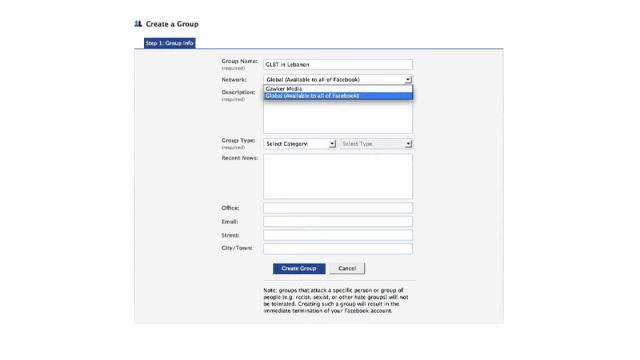 Create a Group
Step 1: Group Info
Group Name:
(required)
GLBT in Lebanon
Network:
Global (Available to all of Facebook)
Gawker Media
Global (Available to all of Facebook)
Description:
(required)
Group Type:
(required)
Select Category:
Select Type:
Recent News:
Office:
Email:
Street:
City/Town:
Create Group
Cancel
Note: groups that attack a specific person or group of
people (e.g. racist, sexist, or other hate groups) will not
be tolerated. Creating such a group will result in the
immediate termination of your Facebook account.